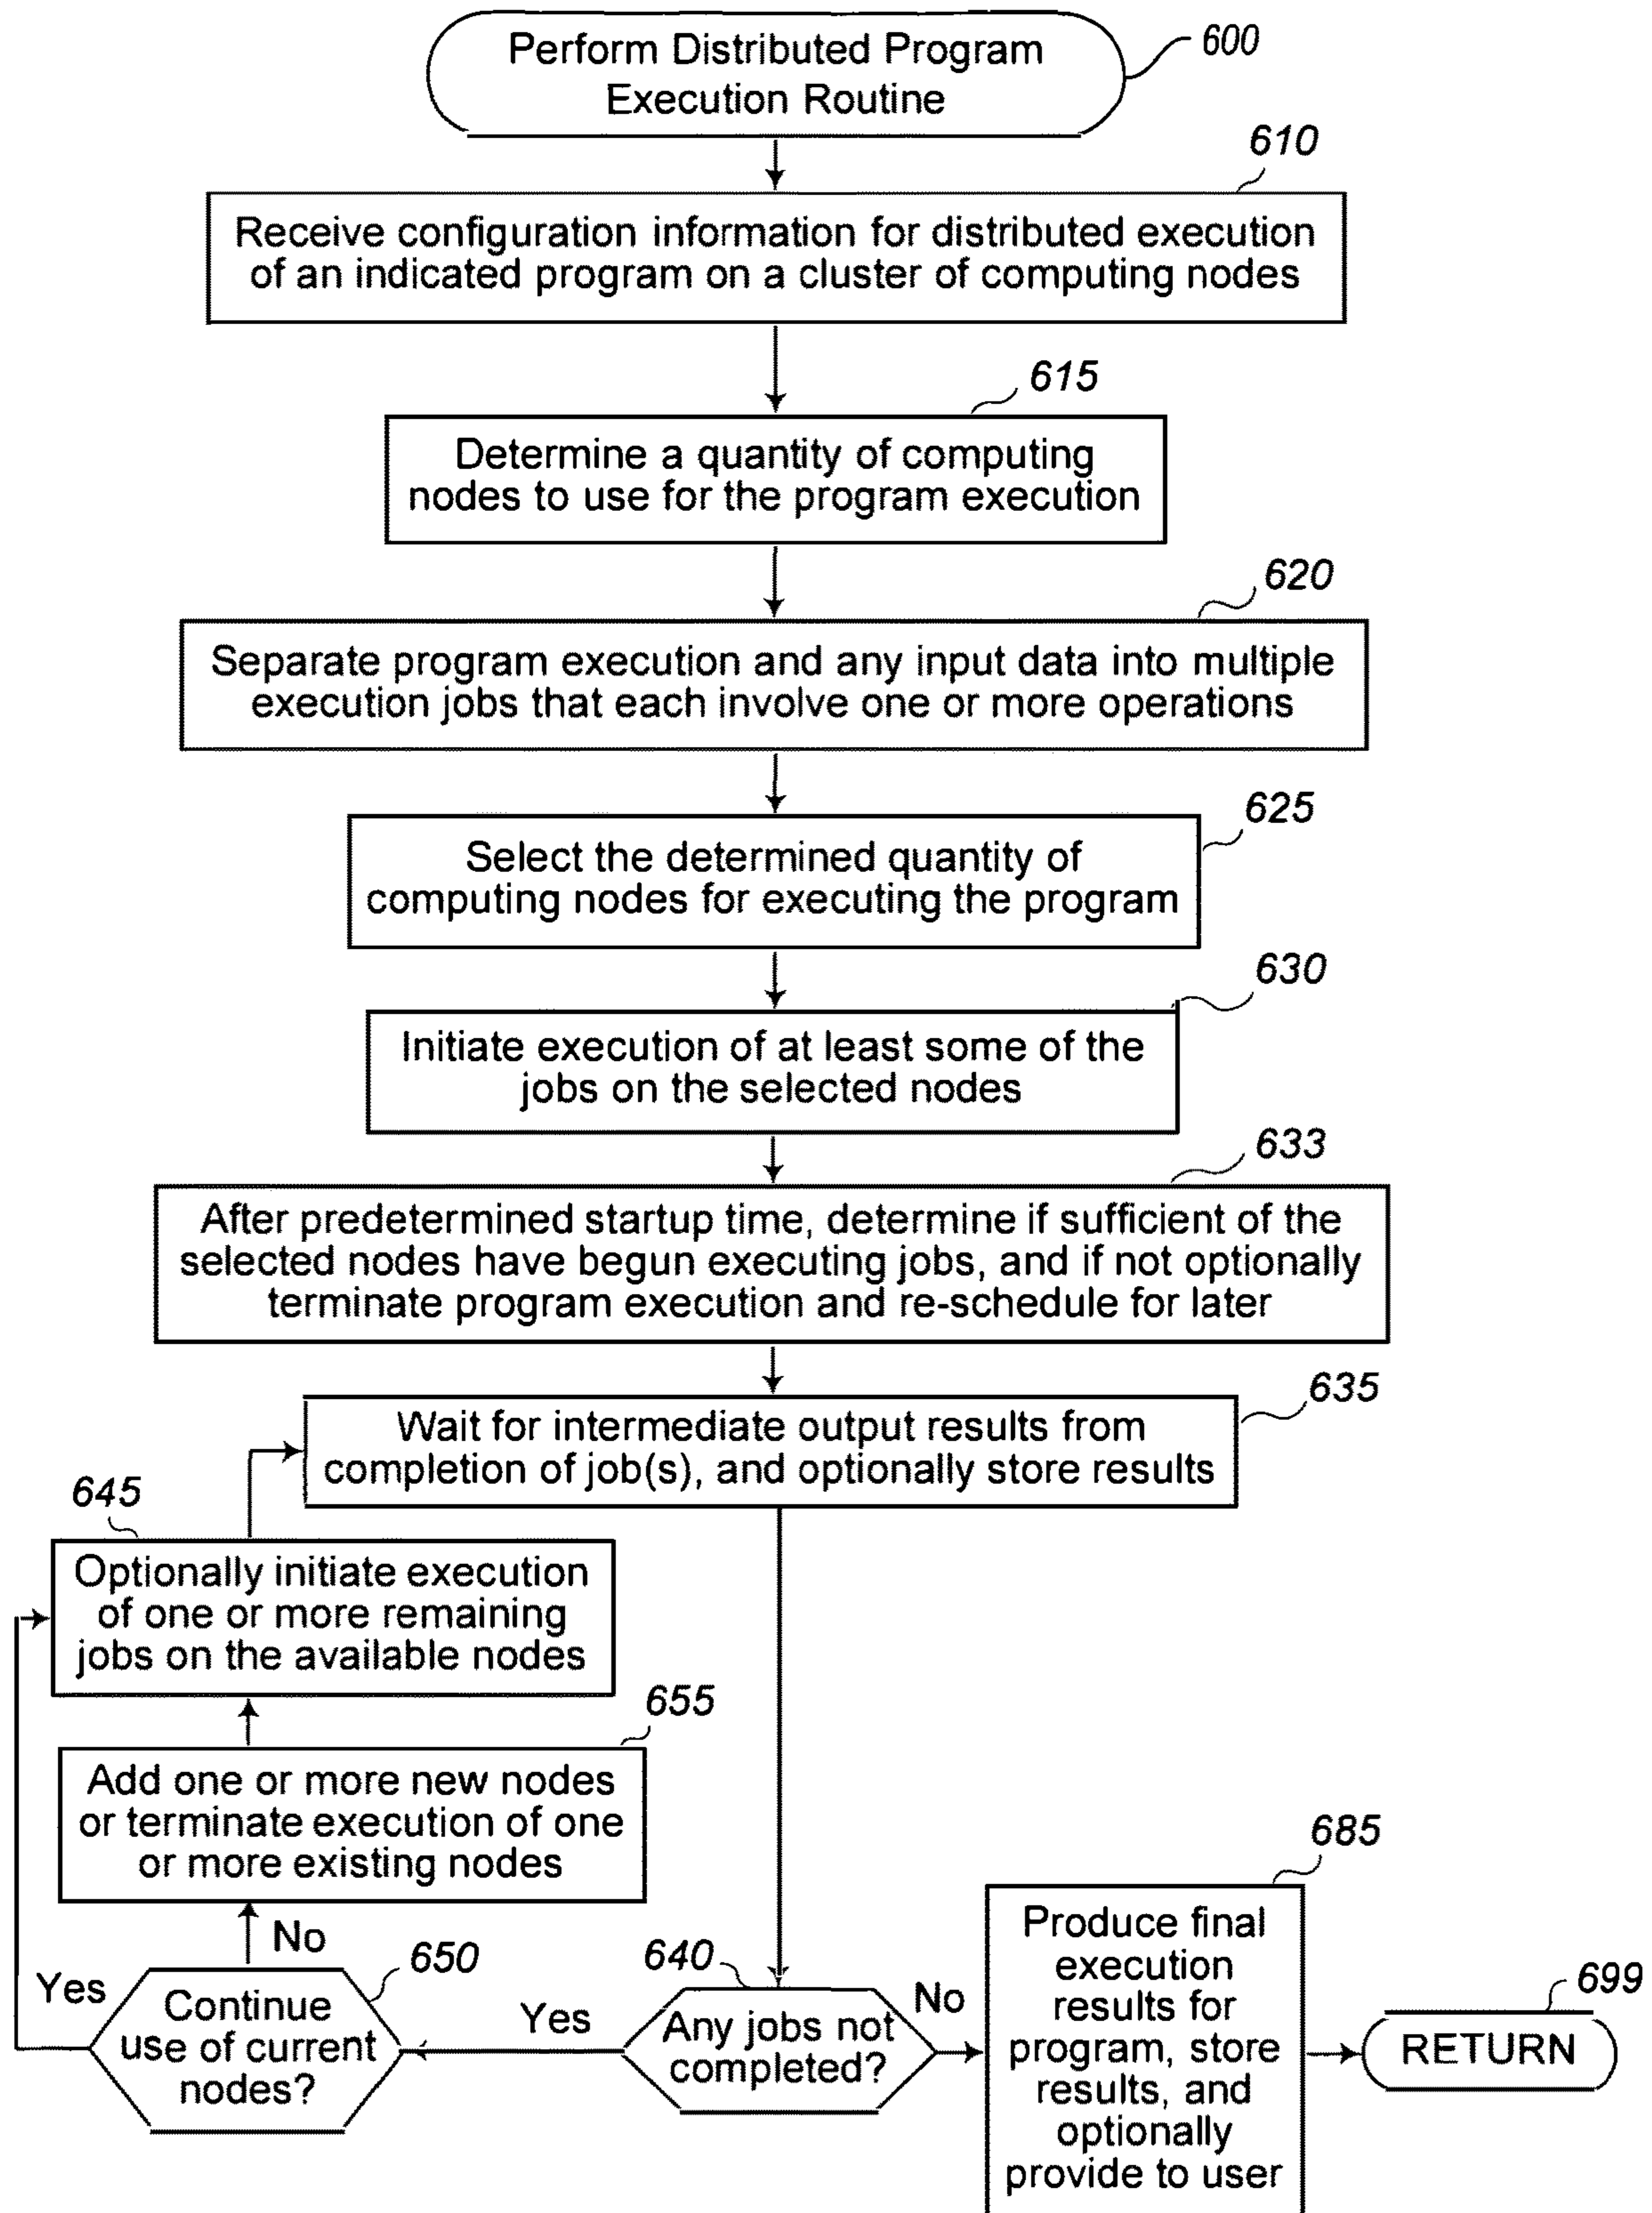 Perform Distributed Program
Execution Routine
600
610
Receive configuration information for distributed execution
of an indicated program on a cluster of computing nodes
615
Determine a quantity of computing
nodes to use for the program execution
620
Separate program execution and any input data into multiple
execution jobs that each involve one or more operations
625
Select the determined quantity of
computing nodes for executing the program
630
Initiate execution of at least some of the
jobs on the selected nodes
633
After predetermined startup time, determine if sufficient of the
selected nodes have begun executing jobs, and if not optionally
terminate program execution and re-schedule for later
635
Wait for intermediate output results from
completion of job(s), and optionally store results
645
Optionally initiate execution
of one or more remaining
jobs on the available nodes
655
Add one or more new nodes
or terminate execution of one
or more existing nodes
No
650
Yes
Continue
use of current
nodes?
Yes
640
Any jobs not
completed?
No
685
Produce final
execution
results for
program, store
results, and
optionally
provide to user
699
RETURN